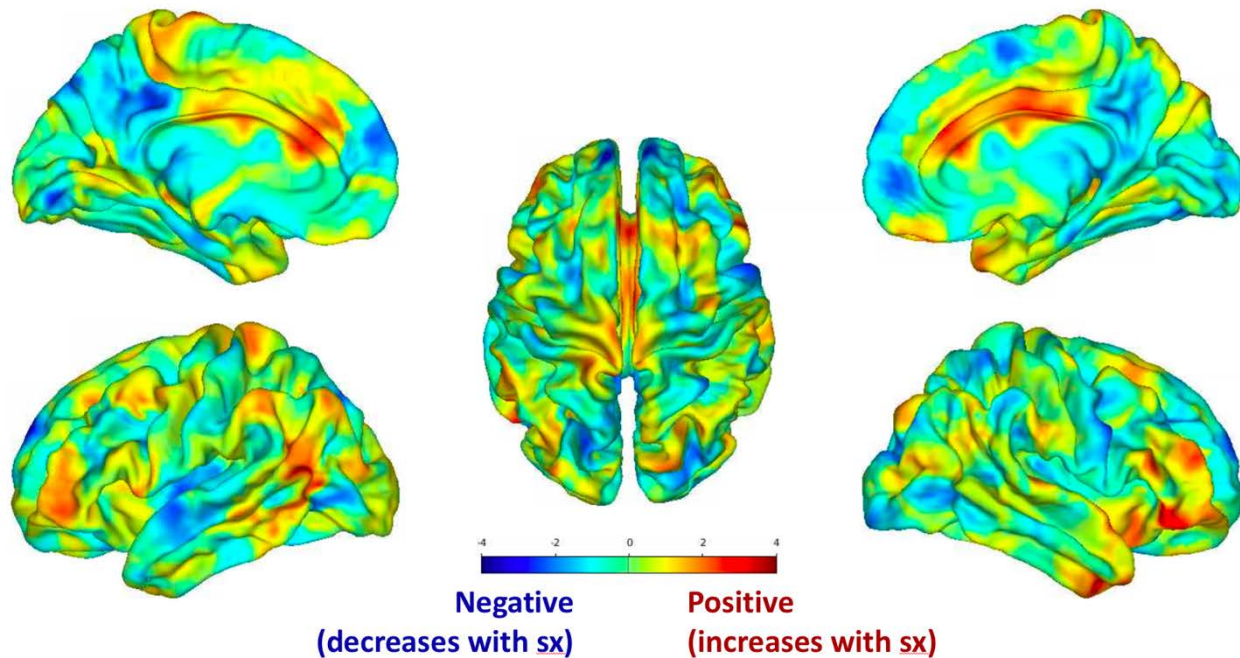 -4 -2 0 2 4
Negative Positive
(decreases with sx) (increases with sx)